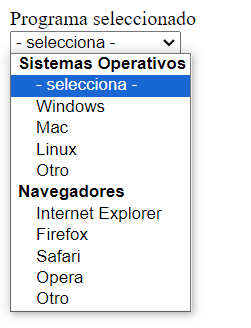 Programa seleccionado
- selecciona -
Sistemas Operativos
- selecciona -
Windows
Mac
Linux
Otro
Navegadores
Internet Explorer
Firefox
Safari
Opera
Otro